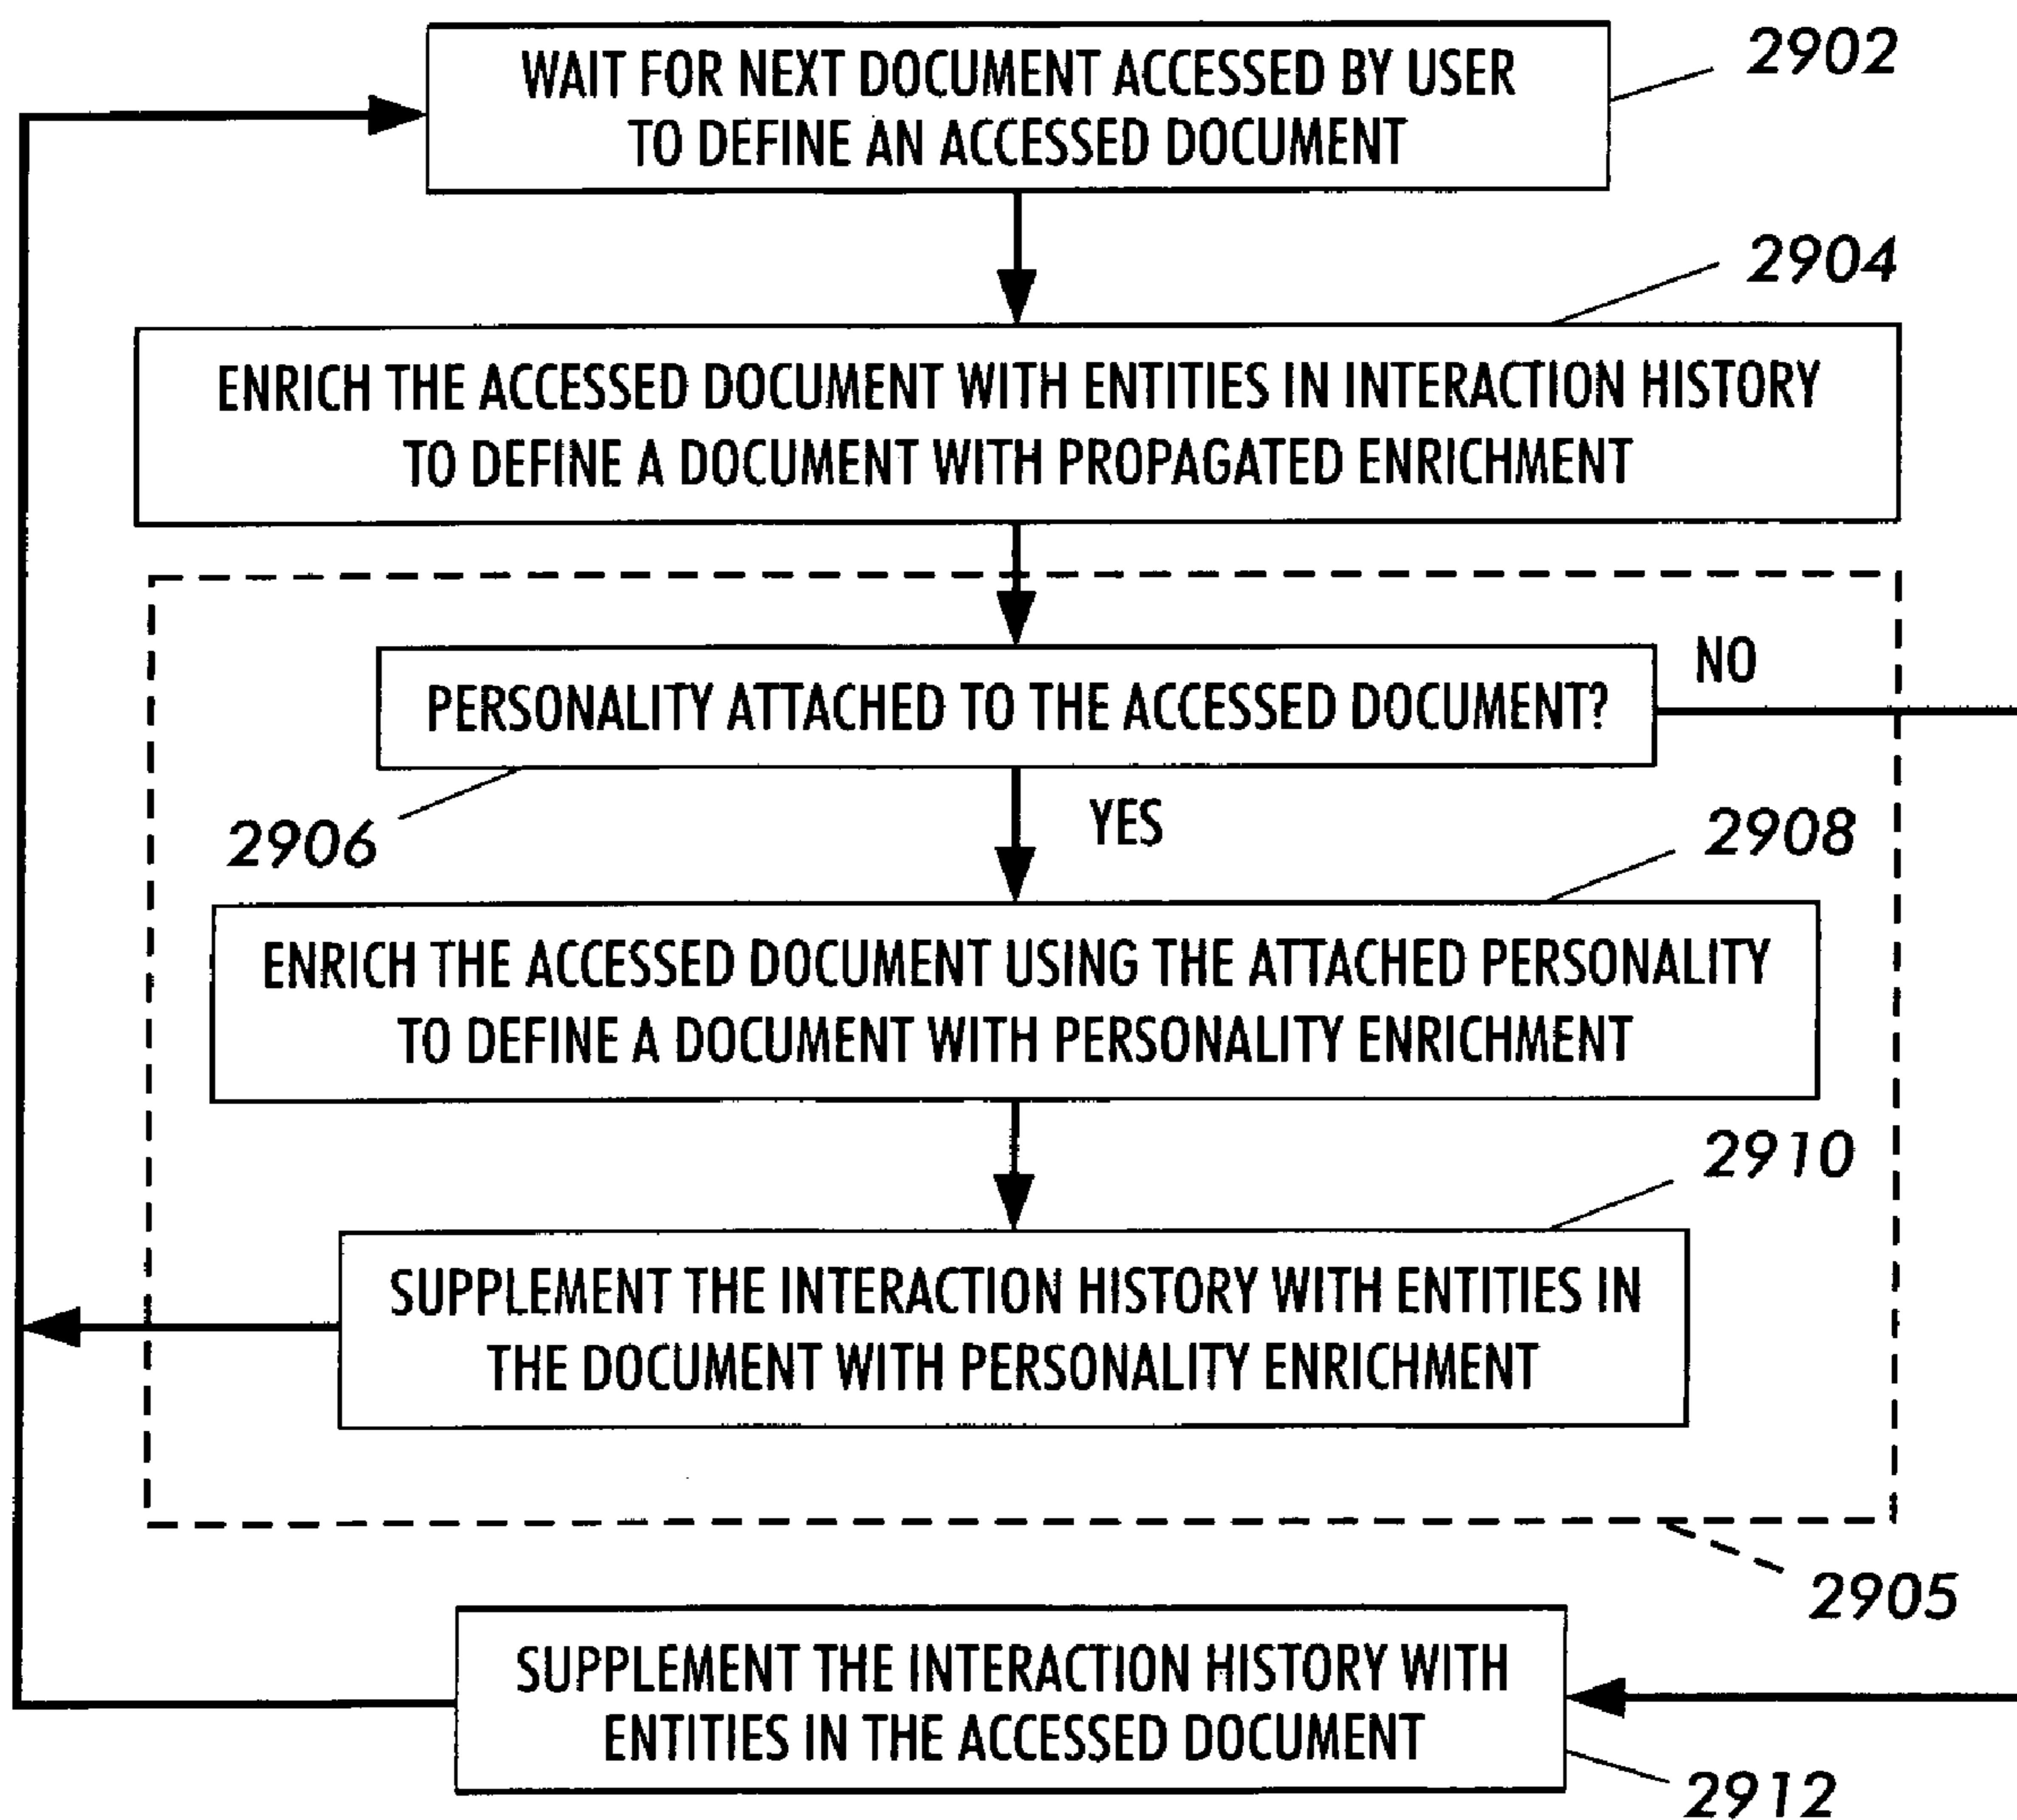 WAIT FOR NEXT DOCUMENT ACCESSED BY USER
TO DEFINE AN ACCESSED DOCUMENT
2902
2904
ENRICH THE ACCESSED DOCUMENT WITH ENTITIES IN INTERACTION HISTORY
TO DEFINE A DOCUMENT WITH PROPAGATED ENRICHMENT
NO
PERSONALITY ATTACHED TO THE ACCESSED DOCUMENT?
2906
YES
2908
ENRICH THE ACCESSED DOCUMENT USING THE ATTACHED PERSONALITY
TO DEFINE A DOCUMENT WITH PERSONALITY ENRICHMENT
2910
SUPPLEMENT THE INTERACTION HISTORY WITH ENTITIES IN
THE DOCUMENT WITH PERSONALITY ENRICHMENT
2905
SUPPLEMENT THE INTERACTION HISTORY WITH
ENTITIES IN THE ACCESSED DOCUMENT
2912